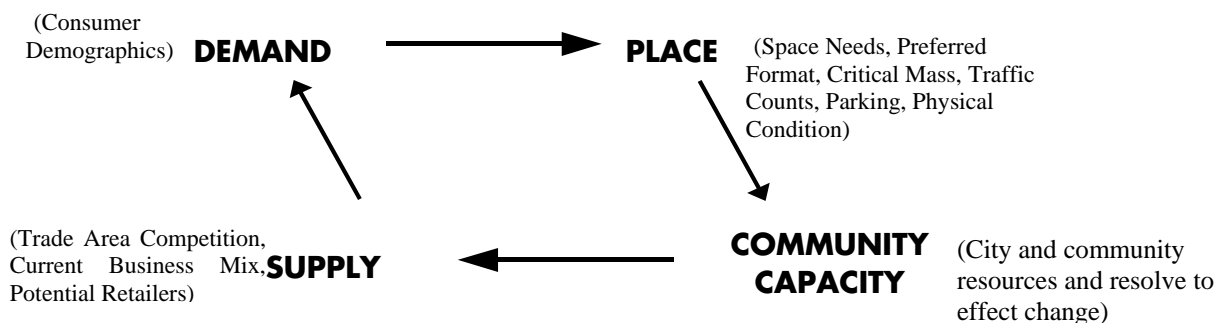 (Consumer
Demographics)
DEMAND
PLACE
(Space Needs, Preferred
Format, Critical Mass, Traffic
Counts, Parking, Physical
Condition)
(Trade Area Competition,
Current Business Mix,
Potential Retailers)
SUPPLY
COMMUNITY
CAPACITY
(City and community
resources and resolve to
effect change)